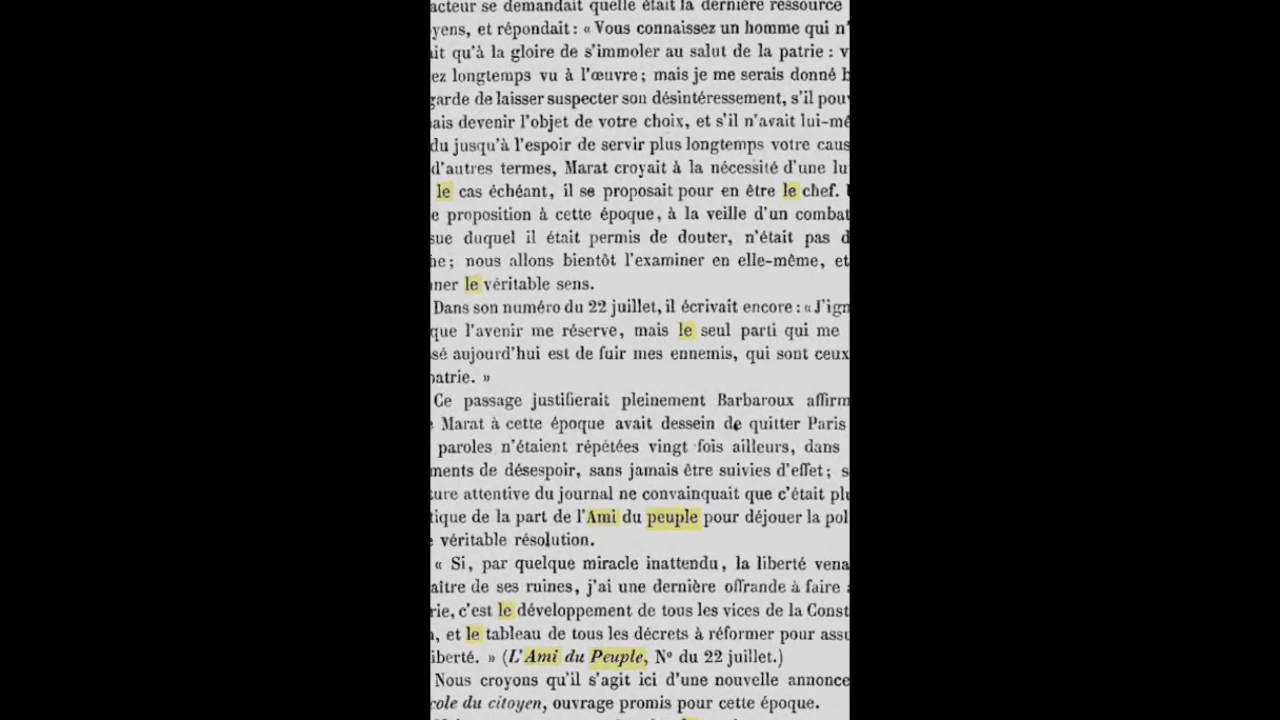 acteur se demandait quelle était la dernière ressource
yens, et répondait : « Vous connaissez un homme qui n'
it qu'à la gloire de s'immoler au salut de la patrie : v
ez longtemps vu à l'œuvre ; mais je me serais donné
garde de laisser suspecter son désintéressement, s'il pou
ais devenir l'objet de votre choix, et s'il n'avait lui-mê
du jusqu'à l'espoir de servir plus longtemps votre caus
d'autres termes, Marat croyait à la nécessité d'une lu
le cas échéant, il se proposait pour en être le chef.
e proposition à cette époque, à la veille d'un combat
sue duquel il était permis de douter, n'était pas d
he ; nous allons bientôt l'examiner en elle-même, et
ner le véritable sens.
Dans son numéro du 22 juillet, il écrivait encore : « J'ign
que l'avenir me réserve, mais le seul parti qui me
sé aujourd'hui est de fuir mes ennemis, qui sont ceux
patrie. »
Ce passage justifierait pleinement Barbaroux affirm
Marat à cette époque avait dessein de quitter Paris
paroles n'étaient répétées vingt fois ailleurs, dans
ments de désespoir, sans jamais être suivies d'effet ; s
ure attentive du journal ne convainquait que c'était plu
tique de la part de l'Ami du peuple pour déjouer la pol
véritable résolution.
« Si, par quelque miracle inattendu, la liberté vena
aître de ses ruines, j'ai une dernière offrande à faire
rie, c'est le développement de tous les vices de la Const
, et le tableau de tous les décrets à réformer pour assu
iberté. » (L'Ami du Peuple, N° du 22 juillet.)
Nous croyons qu'il s'agit ici d'une nouvelle annonce
cole du citoyen, ouvrage promis pour cette époque.